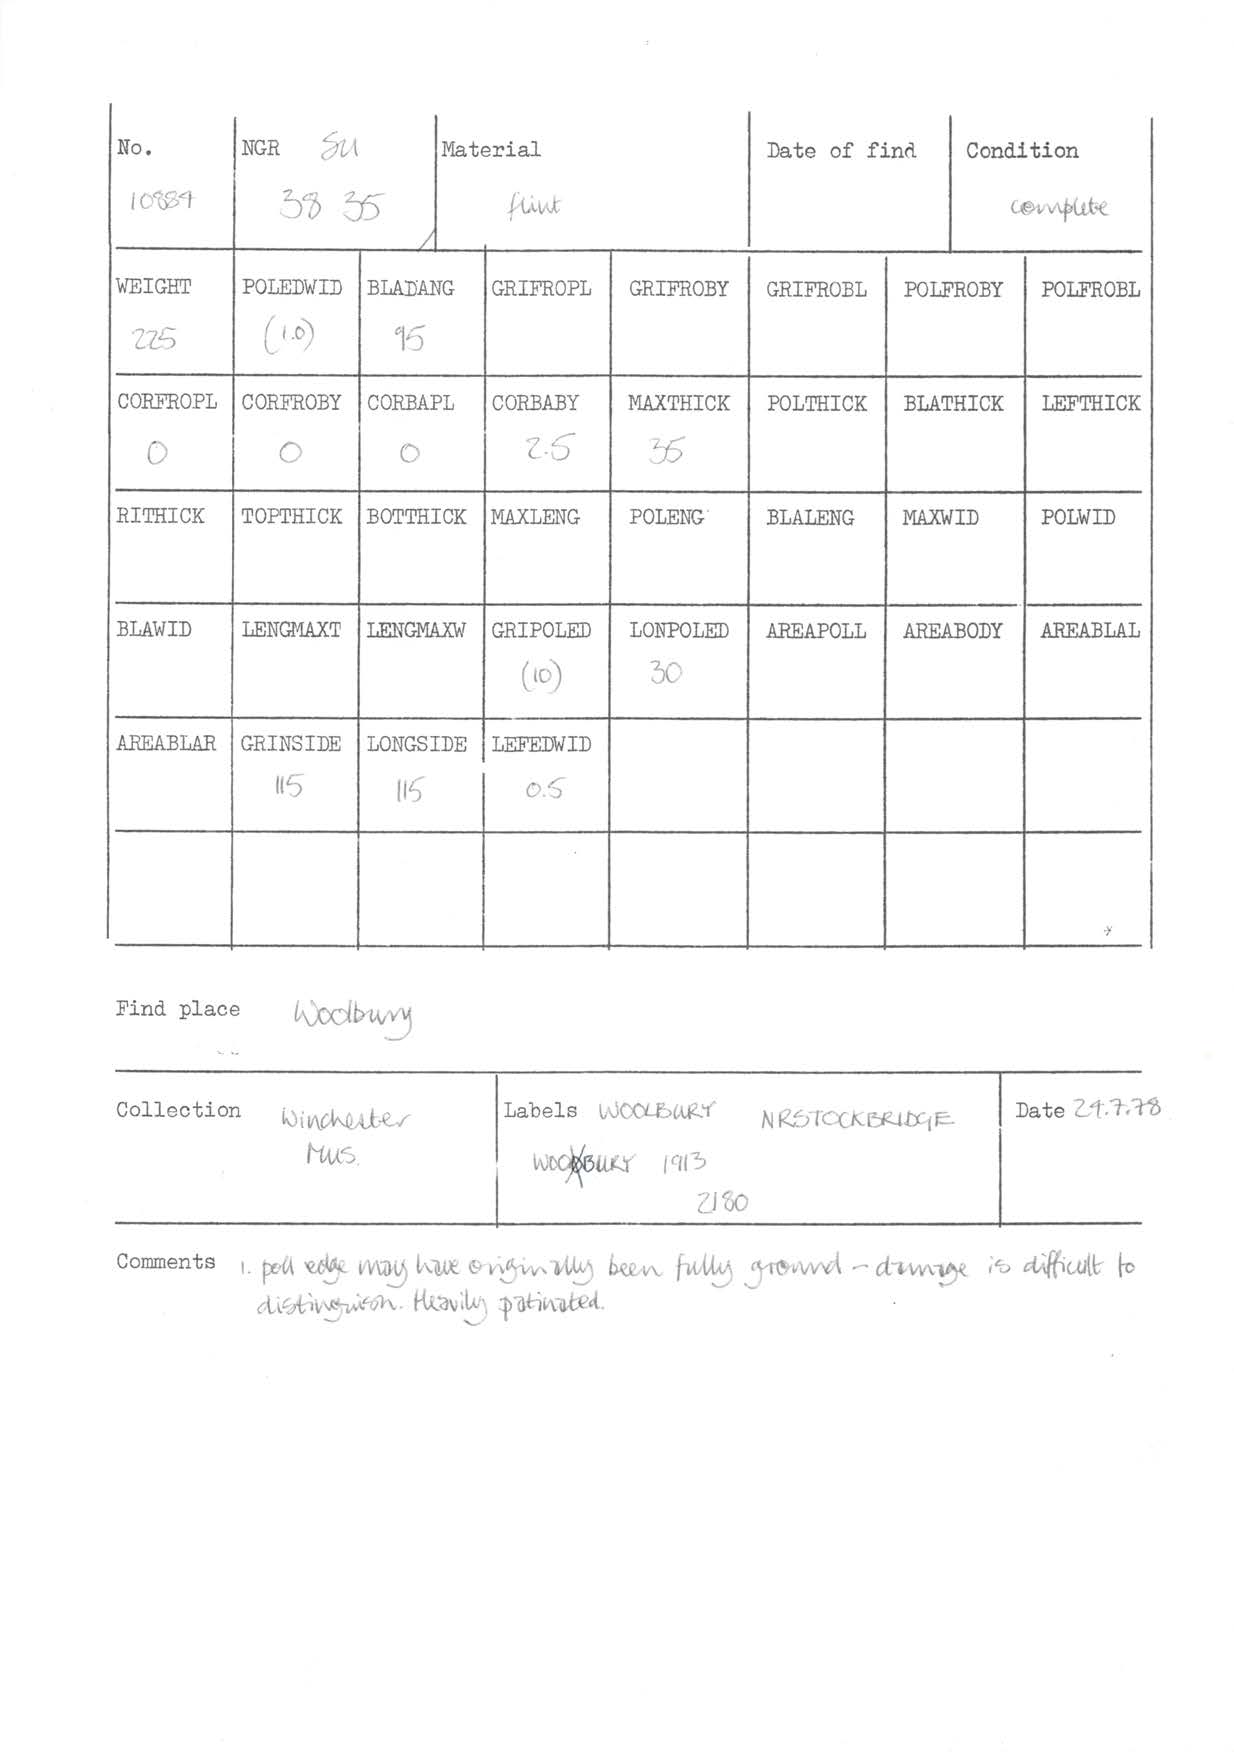 No. NGR SU Material Date of find Condition
10884 38 35 flint complete
WEIGHT POLEDWID BLADANG GRIFROPL GRIFROBY GRIFROBL POLFROBY POLFROBL
225 (1.0) 95
CORFROPL CORFROBY CORBAPL CORBABY MAXTHICK POLTHICK BLATHICK LEFTHICK
0 0 0 2.5 35
RITHICK TOPTHICK BOTTHICK MAXLENG POLENG BLALENG MAXWID POLWID
BLAWID LENGMAXT LENGMAXW GRIPOLED LONPOLED AREAPOLL AREABODY AREABLAL
(10) 30
AREABLAR GRINSIDE LONGSIDE LEFEDWID
115 115 0.5
Find place Woolbury
Collection Winchester Labels WOOLBURY NRSTOCKBRIDGE Date 24.7.78
Mus. 1913
2180
Comments 1. poll edge may have originally been fully ground - damage is difficult to
distinguish. Heavily patinated.